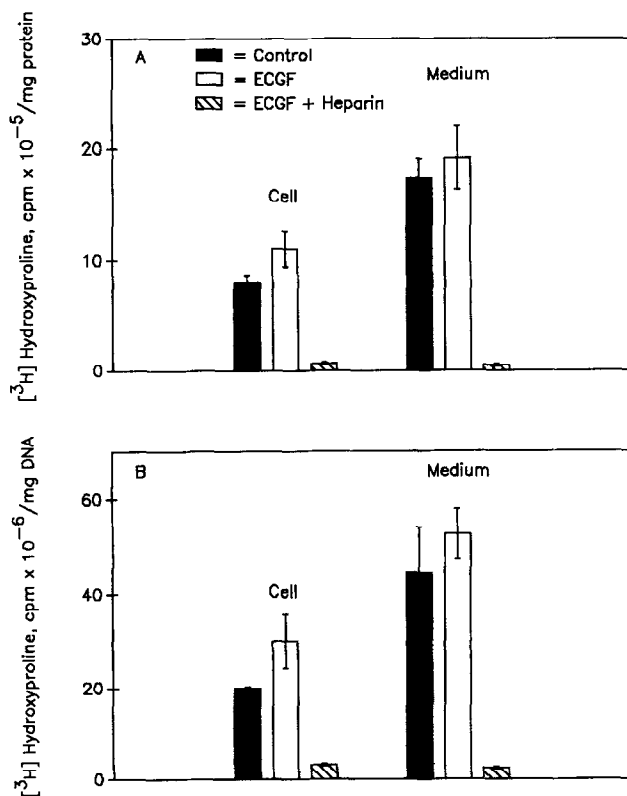 30
A
= Control
= ECGF
= ECGF + Heparin
Medium
20
Cell
10
0
[³H] Hydroxyproline, cpm x 10⁻⁵/mg protein
B
Medium
60
Cell
40
20
0
[³H] Hydroxyproline, cpm x 10⁻⁶/mg DNA